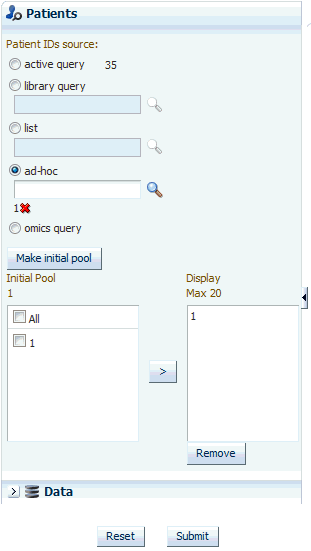 Patients
Patient IDs source:
active query 35
library query
list
ad-hoc
1
omics query
Make initial pool
Initial Pool
1
All
1
>
Display
Max 20
1
Remove
Data
Reset Submit